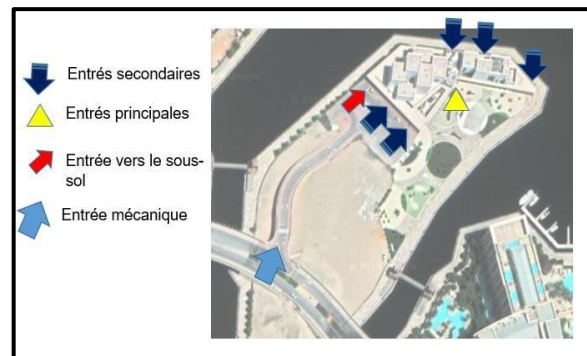 Entrés secondaires
Entrés principales
Entrée vers le sous-
sol
Entrée mécanique